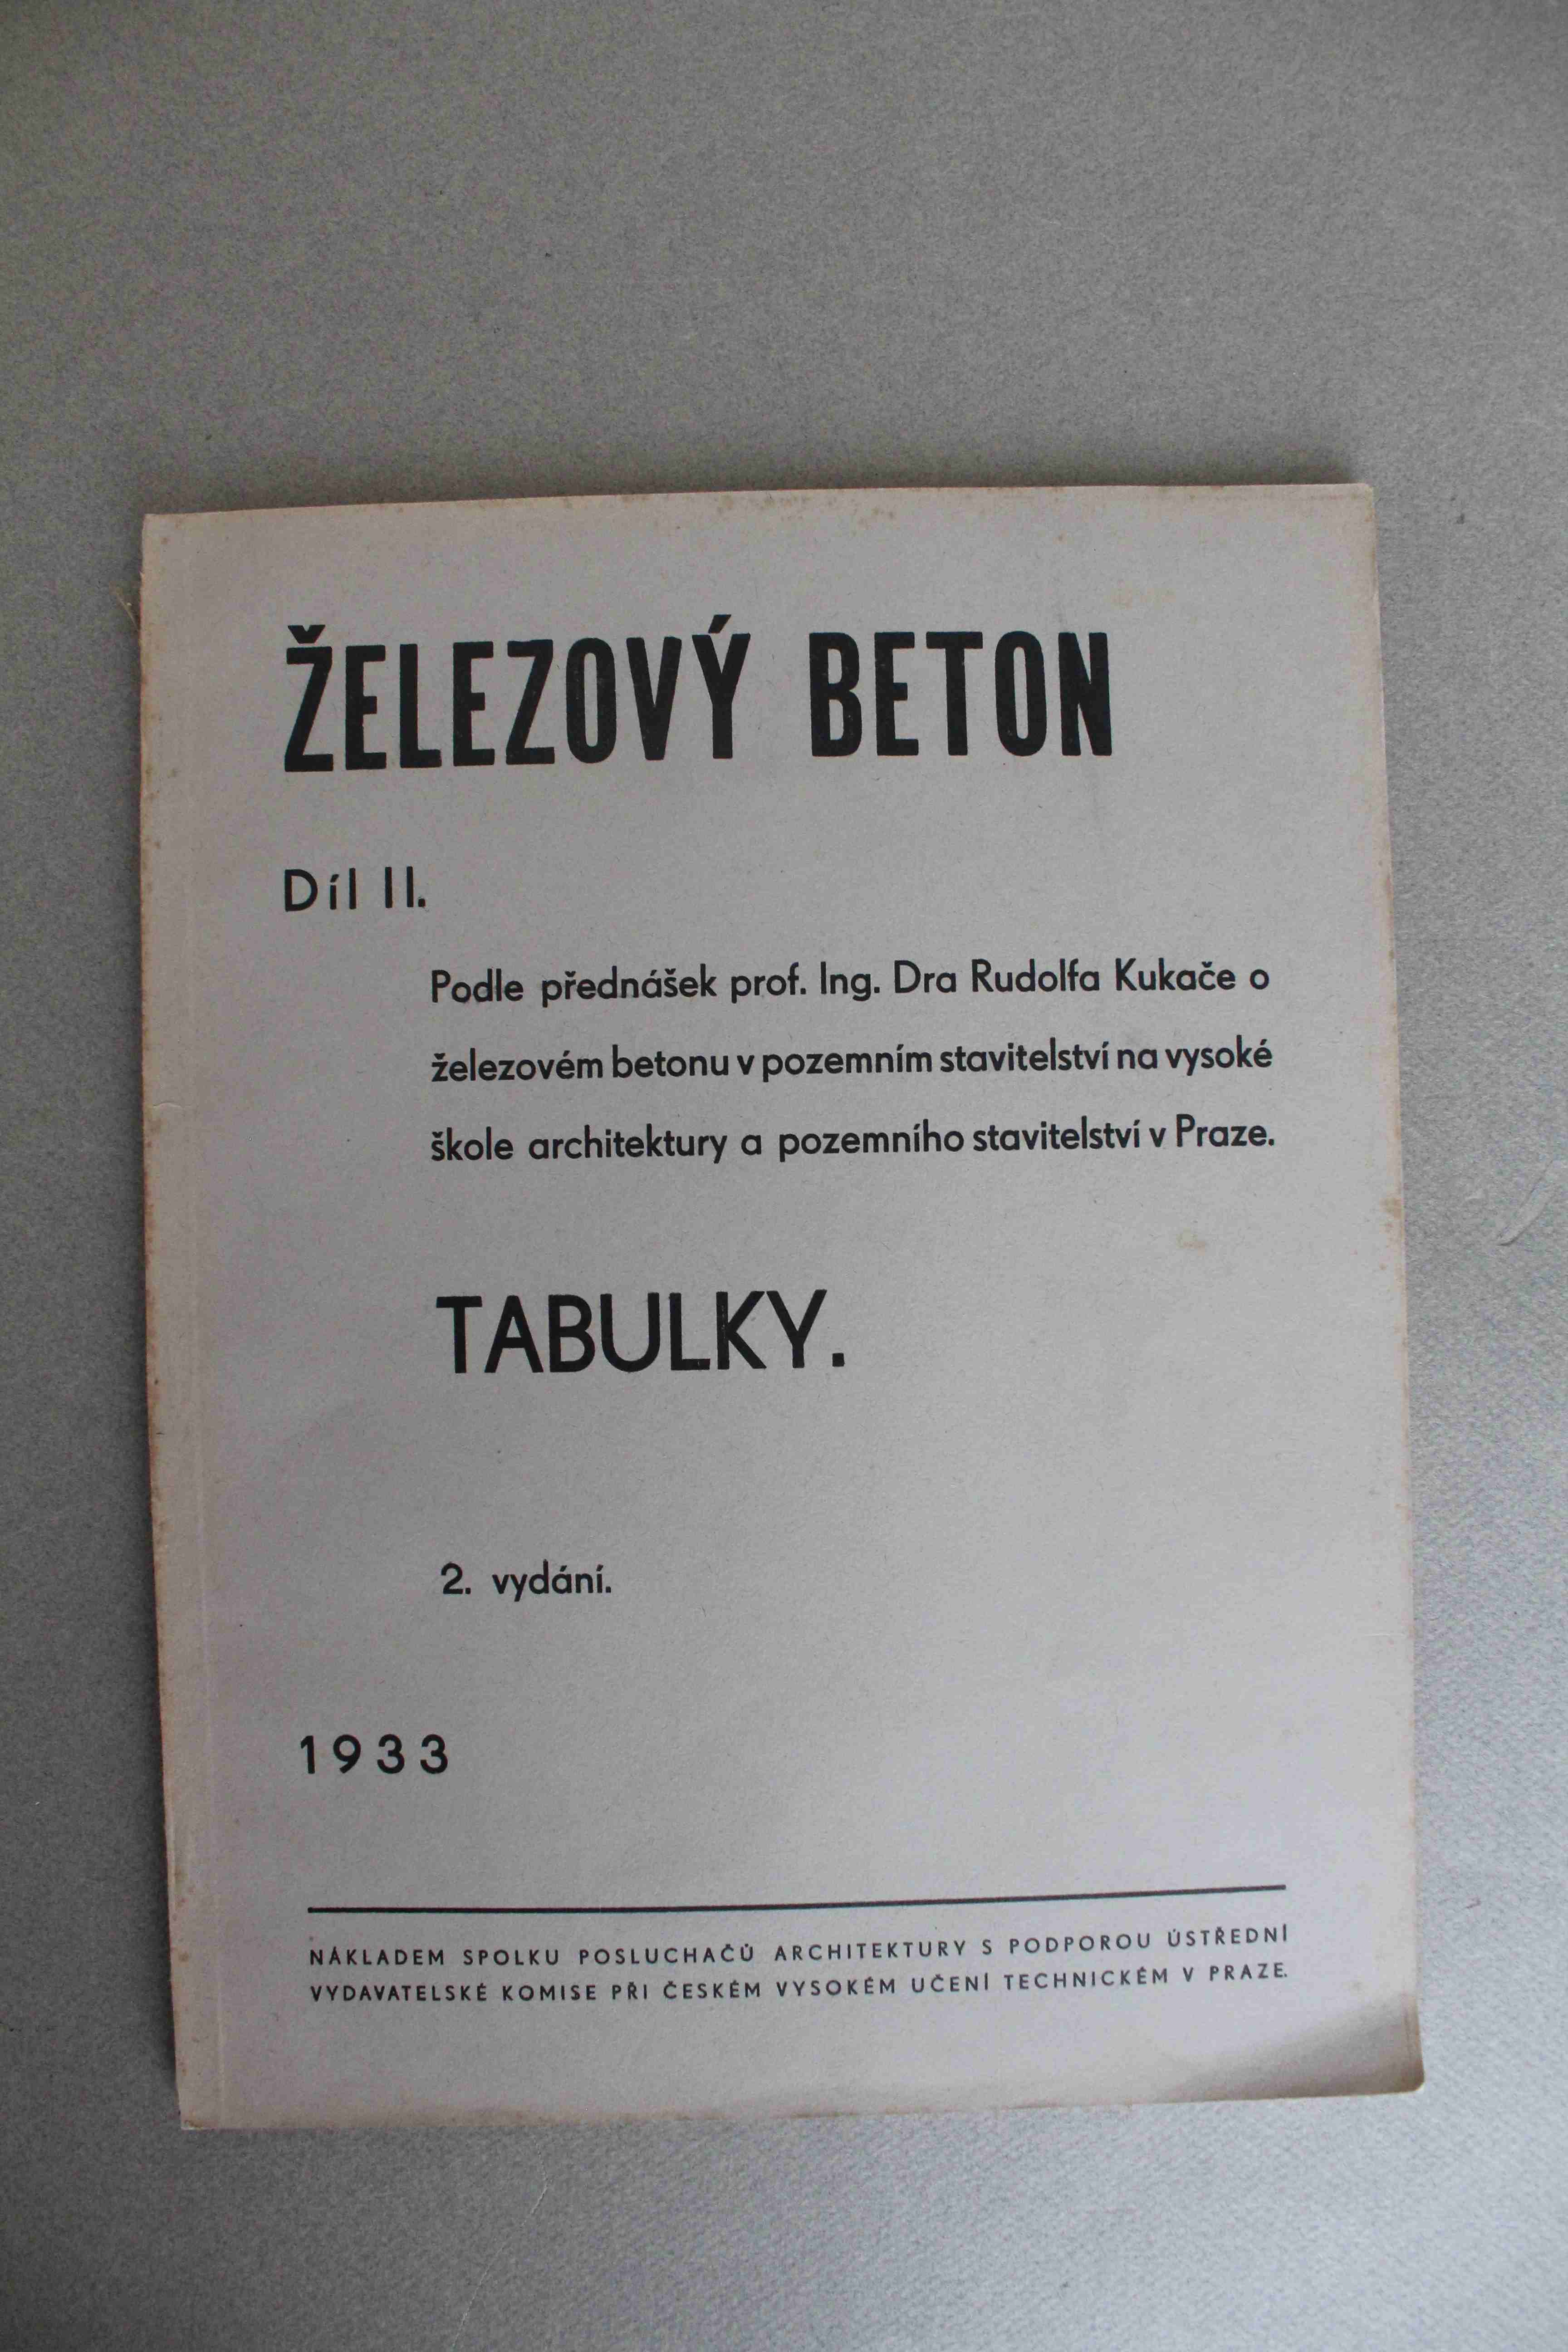 ŽELEZOVÝ BETON
Díl II.
Podle přednášek prof. Ing. Dra Rudolfa Kukače o
železovém betonu v pozemním stavitelství na vysoké
škole architektury a pozemního stavitelství v Praze.
TABULKY.
2. vydání.
1933
NÁKLADEM SPOLKU POSLUCHAČŮ ARCHITEKTURY S PODPOROU ÚSTŘEDNÍ
VYDAVATELSKÉ KOMISE PŘI ČESKÉM VYSOKÉM UČENÍ TECHNICKÉM V PRAZE.